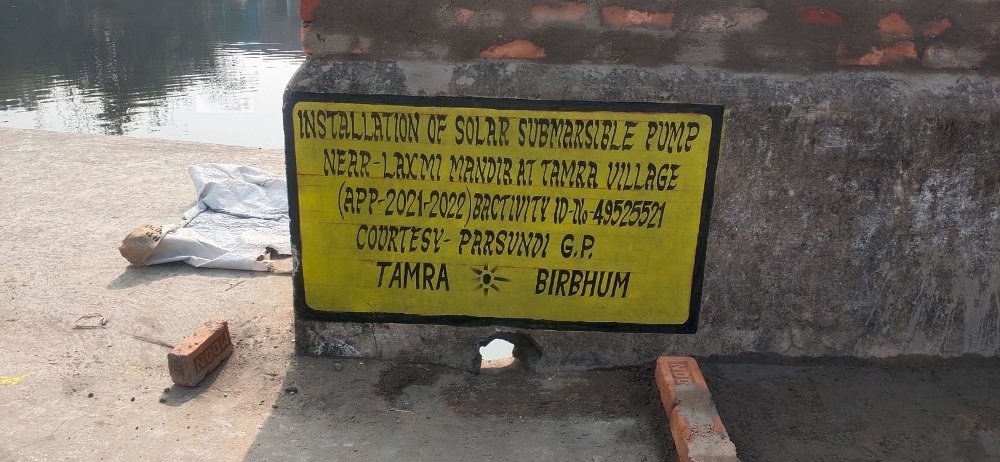 INSTALLATION OF SOLAR SUBMARSIBLE PUMP
NEAR-LAXMI MANDIR AT TAMRA VILLAGE
(APP-2021-2022) BACTIVITY ID-No-49525521
COURTESY- PARSUNDI G.P.
TAMRA BIRBHUM